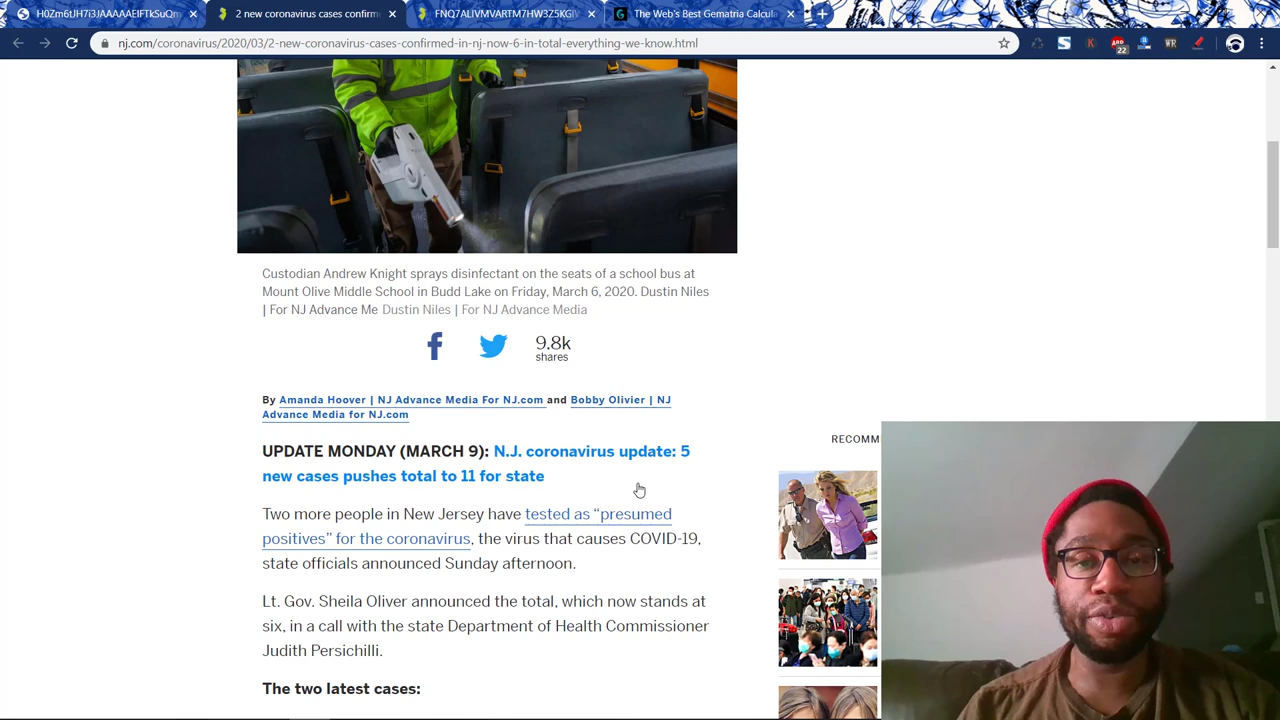 H0Zm6tJH7i3JAAAAAElFTkSuQm
2 new coronavirus cases confirm
FNQ7ALIVMVARTM7HW3Z5KGIV
The Web's Best Gematria Calcula
nj.com/coronavirus/2020/03/2-new-coronavirus-cases-confirmed-in-nj-now-6-in-total-everything-we-know.html
22
WR
Custodian Andrew Knight sprays disinfectant on the seats of a school bus at
Mount Olive Middle School in Budd Lake on Friday, March 6, 2020. Dustin Niles
| For NJ Advance Me Dustin Niles | For NJ Advance Media
9.8k
shares
By Amanda Hoover | NJ Advance Media For NJ.com and Bobby Olivier | NJ
Advance Media for NJ.com
UPDATE MONDAY (MARCH 9): N.J. coronavirus update: 5
new cases pushes total to 11 for state
RECOMM
Two more people in New Jersey have tested as “presumed
positives” for the coronavirus, the virus that causes COVID-19,
state officials announced Sunday afternoon.
Lt. Gov. Sheila Oliver announced the total, which now stands at
six, in a call with the state Department of Health Commissioner
Judith Persichilli.
The two latest cases: